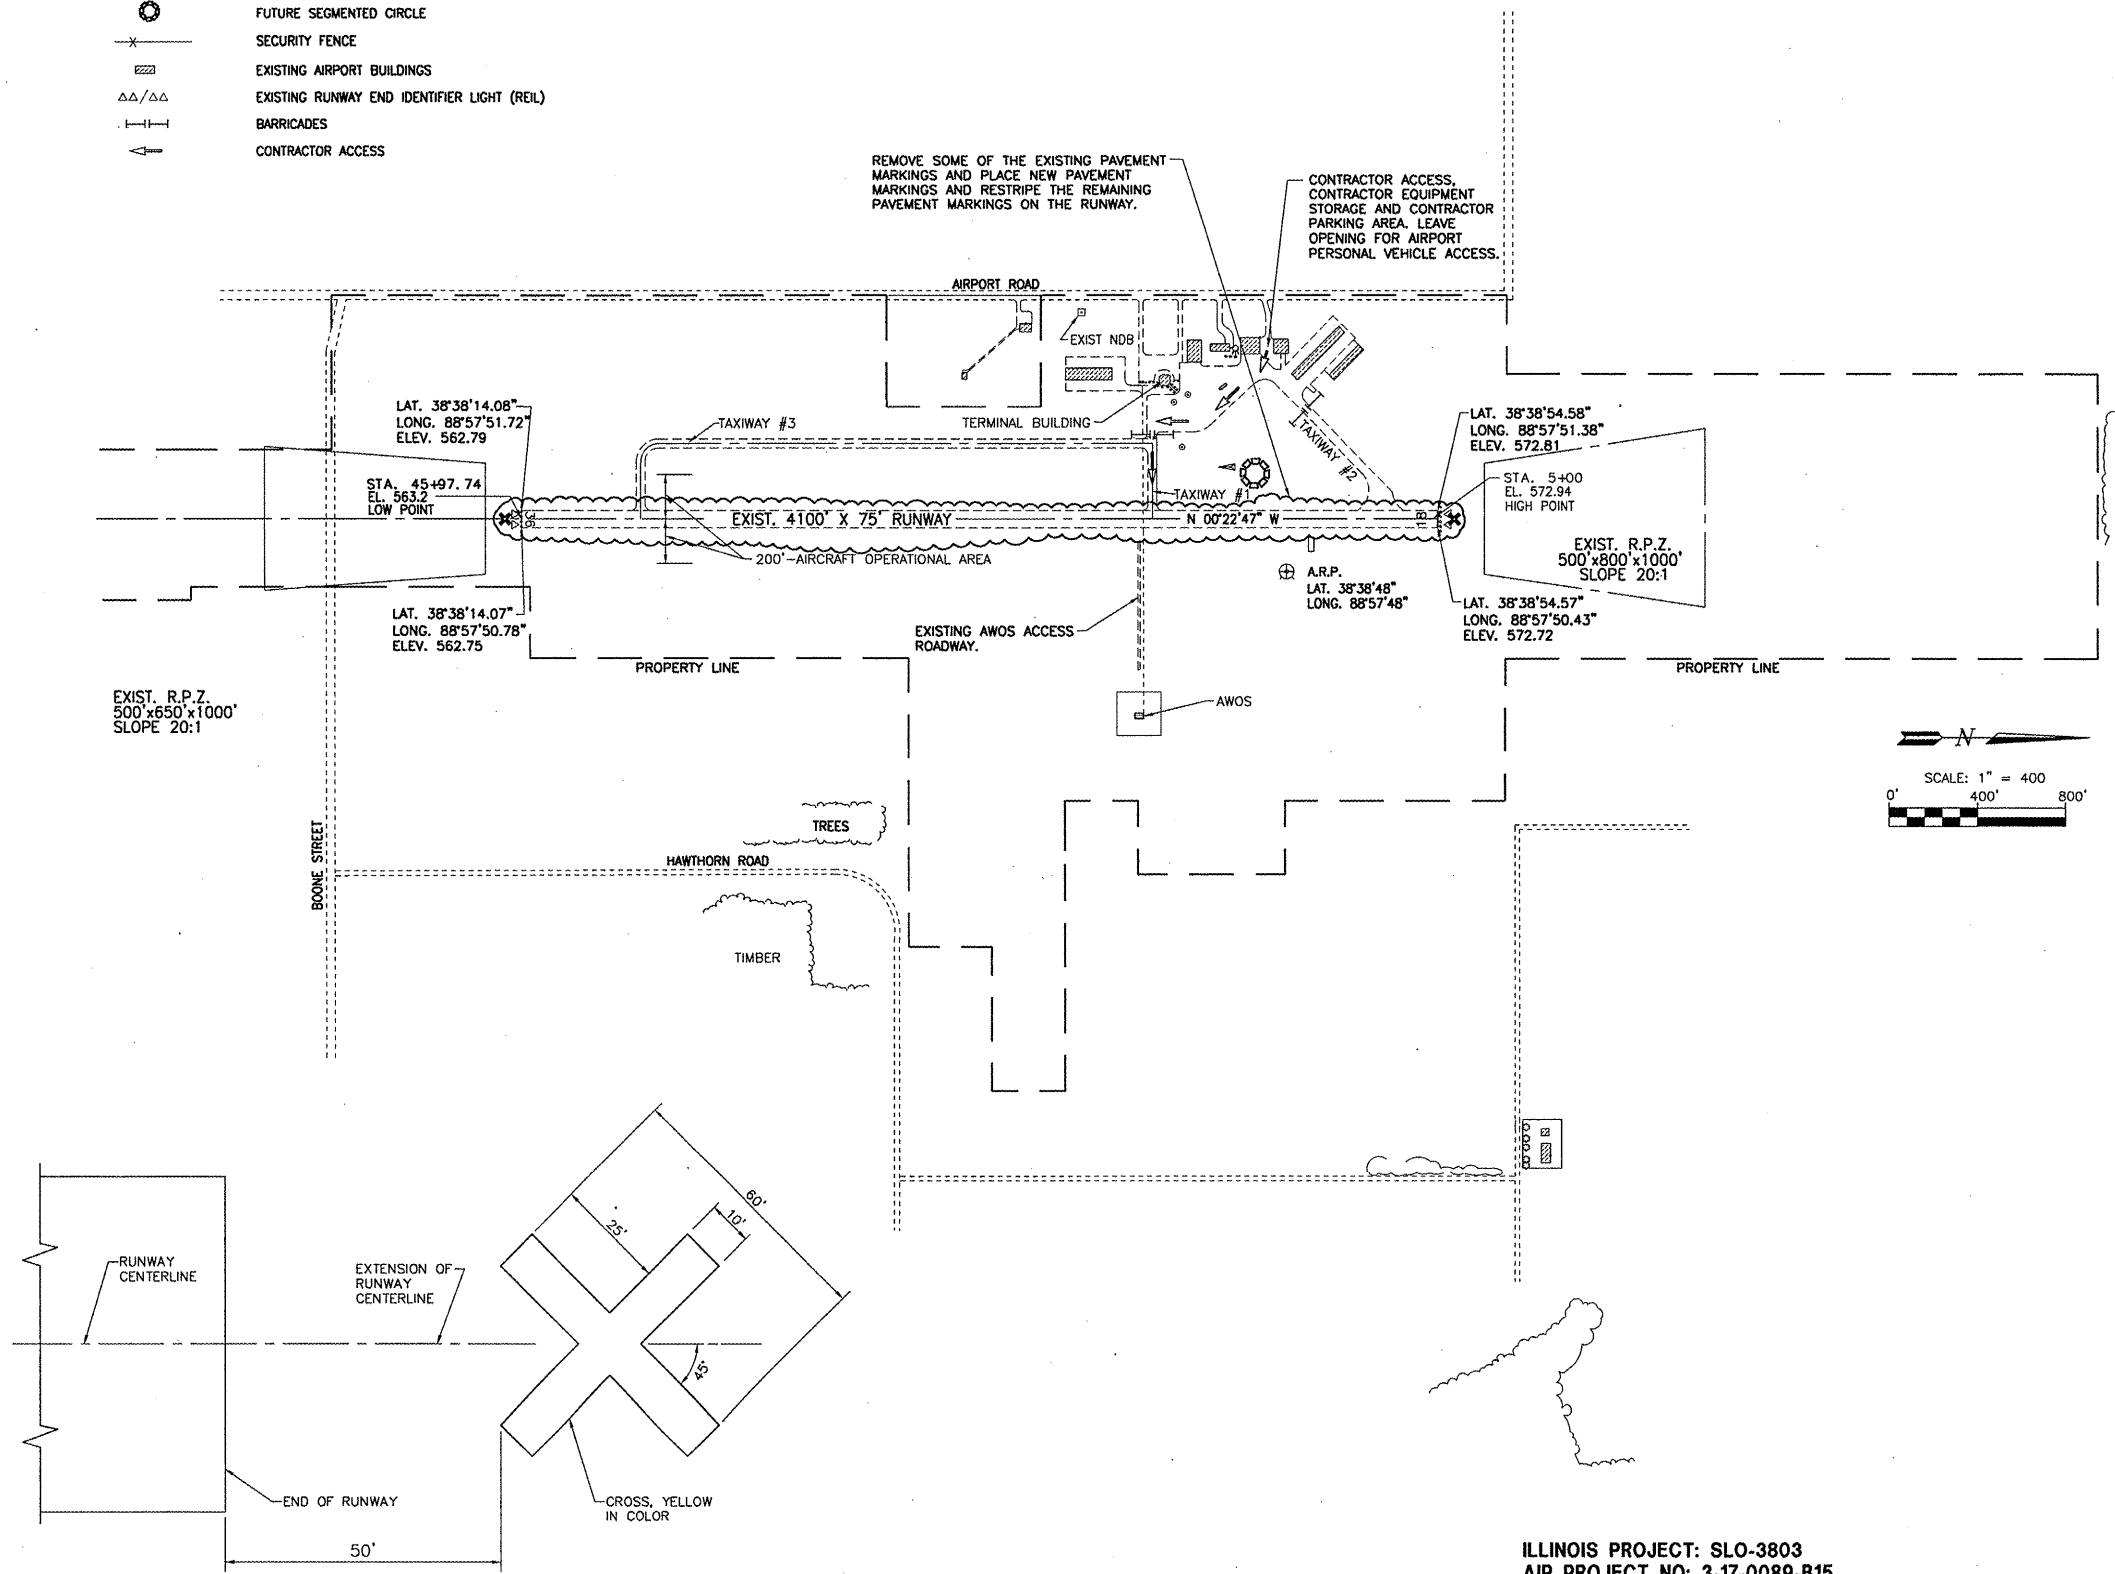 FUTURE SEGMENTED CIRCLE
SECURITY FENCE
EXISTING AIRPORT BUILDINGS
EXISTING RUNWAY END IDENTIFIER LIGHT (REIL)
BARRICADES
CONTRACTOR ACCESS
REMOVE SOME OF THE EXISTING PAVEMENT
MARKINGS AND PLACE NEW PAVEMENT
MARKINGS AND RESTRIPE THE REMAINING
PAVEMENT MARKINGS ON THE RUNWAY.
CONTRACTOR ACCESS,
CONTRACTOR EQUIPMENT
STORAGE AND CONTRACTOR
PARKING AREA. LEAVE
OPENING FOR AIRPORT
PERSONAL VEHICLE ACCESS.
AIRPORT ROAD
EXIST NDB
LAT. 38°38'14.08"
LONG. 88°57'51.72"
ELEV. 562.79
TAXIWAY #3
TERMINAL BUILDING
TAXIWAY #2
LAT. 38°38'54.58"
LONG. 88°57'51.38"
ELEV. 572.81
STA. 45+97.74
EL. 563.2
LOW POINT
STA. 5+00
EL. 572.94
HIGH POINT
TAXIWAY #1
36
EXIST. 4100' X 75' RUNWAY
N 00°22'47" W
18
200'-AIRCRAFT OPERATIONAL AREA
EXIST. R.P.Z.
500'x800'x1000'
SLOPE 20:1
A.R.P.
LAT. 38°38'48"
LONG. 88°57'48"
LAT. 38°38'14.07"
LONG. 88°57'50.78"
ELEV. 562.75
LAT. 38°38'54.57"
LONG. 88°57'50.43"
ELEV. 572.72
EXISTING AWOS ACCESS
ROADWAY.
PROPERTY LINE
PROPERTY LINE
EXIST. R.P.Z.
500'x650'x1000'
SLOPE 20:1
AWOS
N
SCALE: 1" = 400
0' 400' 800'
TREES
HAWTHORN ROAD
BOONE STREET
TIMBER
60'
10'
25'
RUNWAY
CENTERLINE
EXTENSION OF
RUNWAY
CENTERLINE
45°
END OF RUNWAY
CROSS, YELLOW
IN COLOR
50'
ILLINOIS PROJECT: SLO-3803
AIP PROJECT NO: 3-17-0089-B15